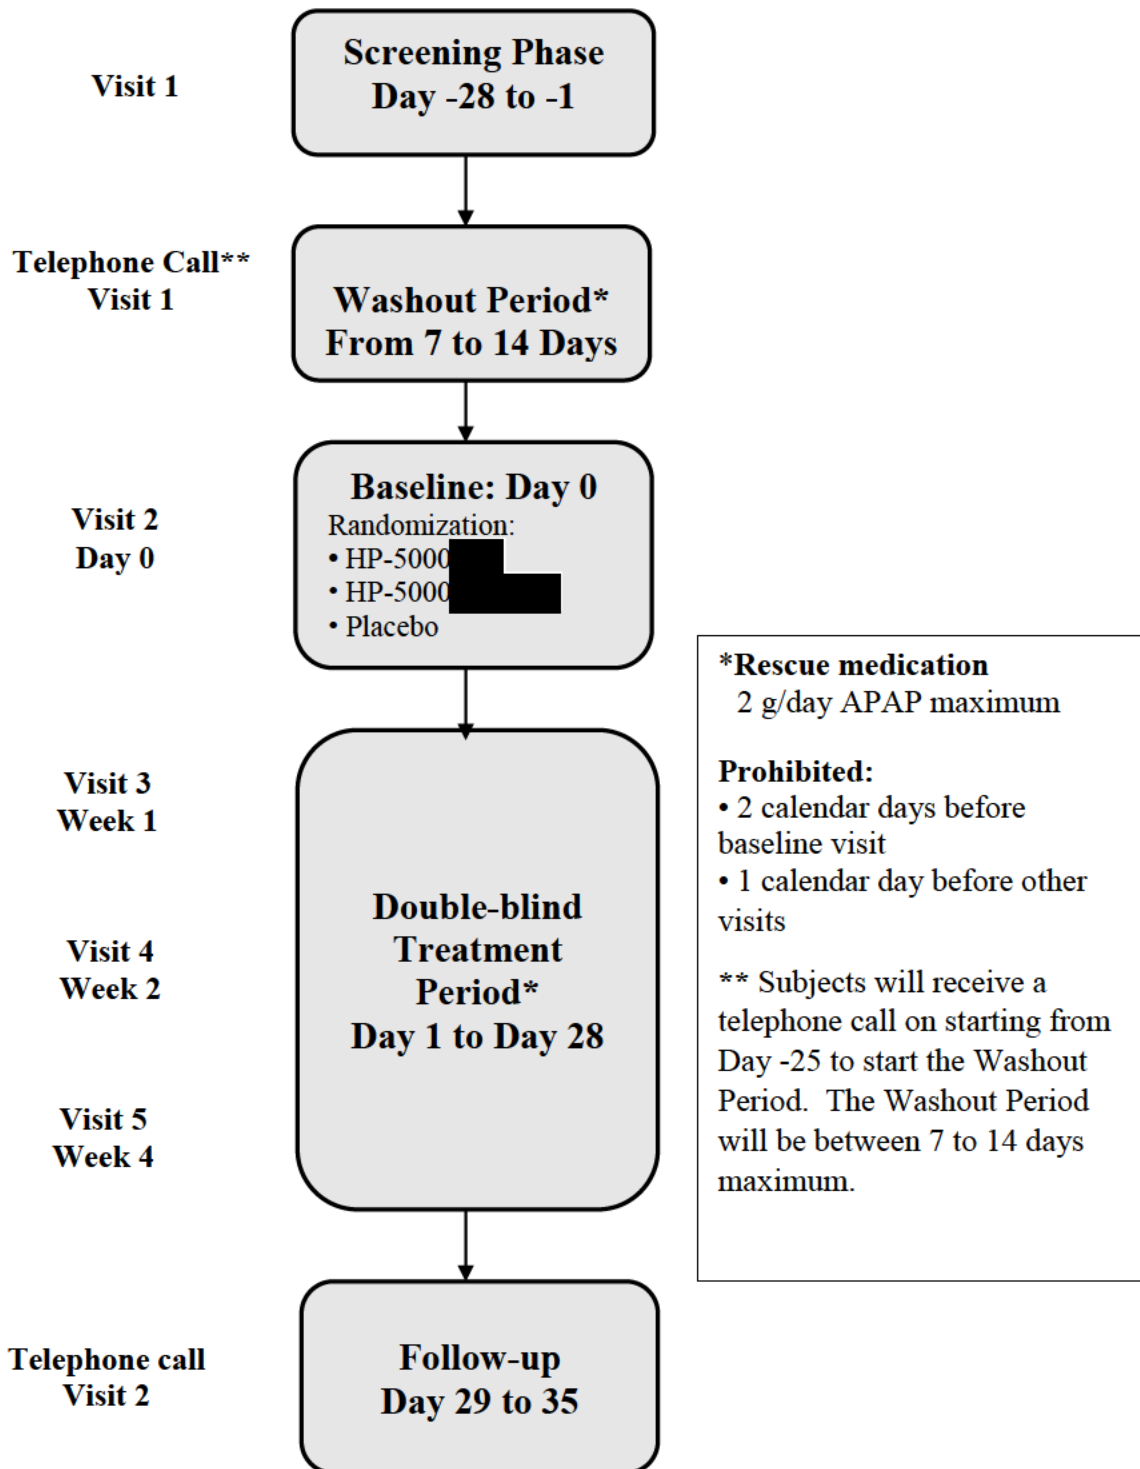 Visit 1
Screening Phase
Day -28 to -1
Telephone Call**
Visit 1
Washout Period*
From 7 to 14 Days
Visit 2
Day 0
Baseline: Day 0
Randomization:
• HP-5000
• HP-5000
• Placebo
Visit 3
Week 1
Visit 4
Week 2
Visit 5
Week 4
Double-blind
Treatment
Period*
Day 1 to Day 28
*Rescue medication
2 g/day APAP maximum
Prohibited:
• 2 calendar days before
baseline visit
• 1 calendar day before other
visits
** Subjects will receive a
telephone call on starting from
Day -25 to start the Washout
Period.  The Washout Period
will be between 7 to 14 days
maximum.
Telephone call
Visit 2
Follow-up
Day 29 to 35